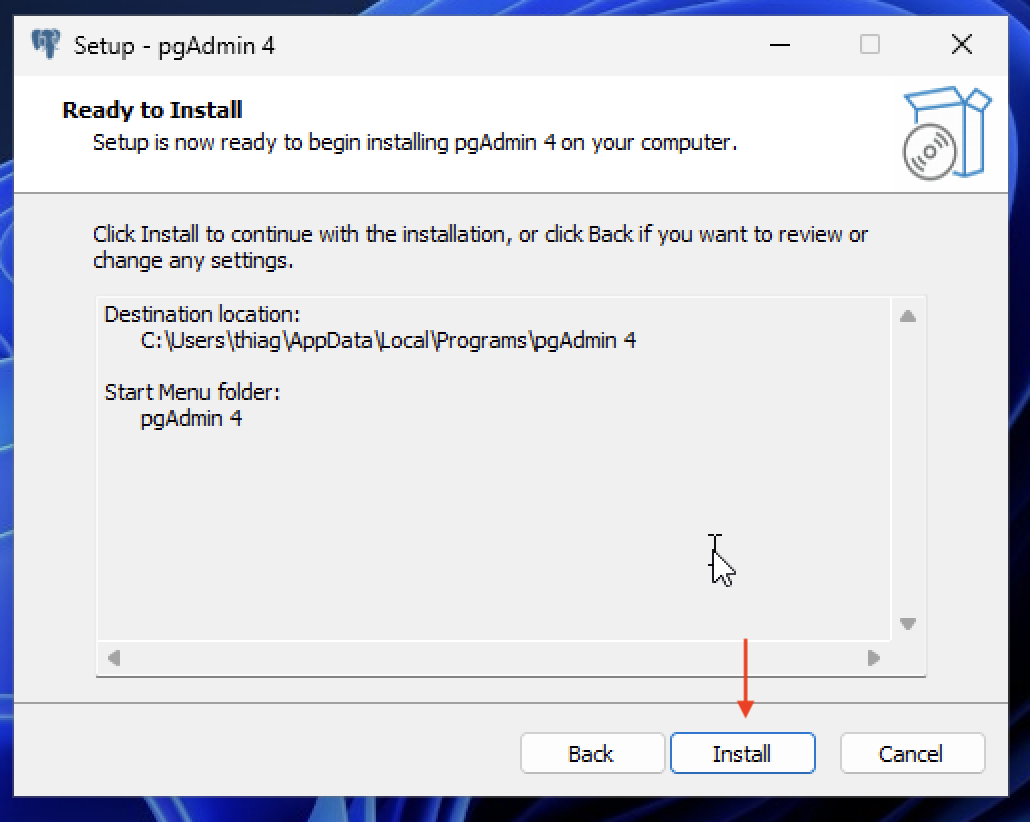 Setup - pgAdmin 4
Ready to Install
Setup is now ready to begin installing pgAdmin 4 on your computer.
Click Install to continue with the installation, or click Back if you want to review or
change any settings.
Destination location:
C:\Users\thiag\AppData\Local\Programs\pgAdmin 4
Start Menu folder:
pgAdmin 4
Back Install Cancel